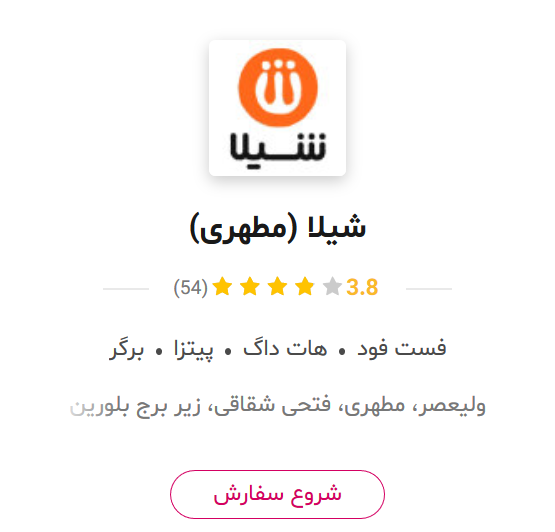 شیلا
شیلا (مطهری)
3.8 (54)
فست فود • هات داگ • پیتزا • برگر
ولیعصر، مطهری، فتحی شقاقی، زیر برج بلورین
شروع سفارش